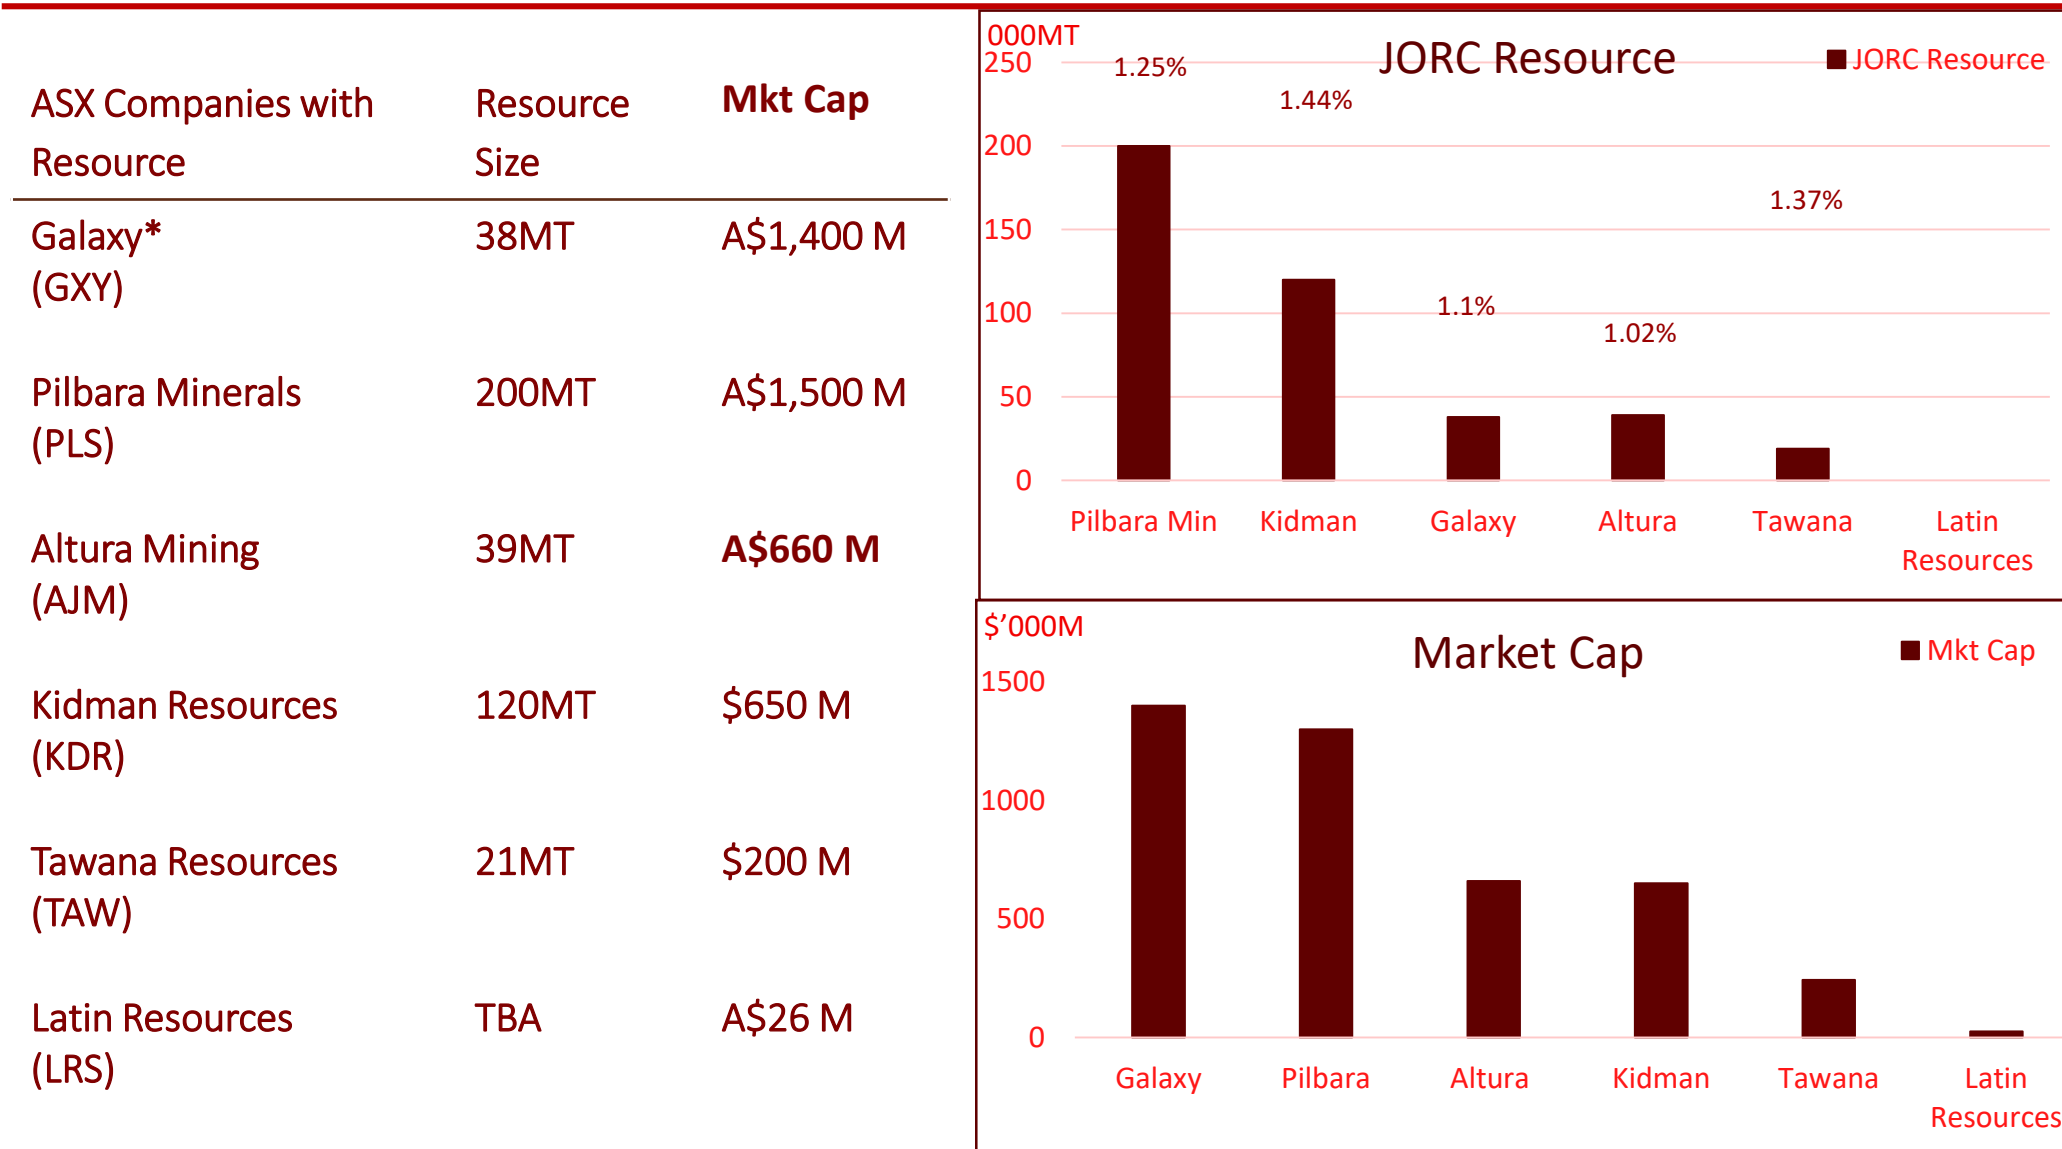 ASX Companies with Resource Size Mkt Cap
Resource
Galaxy* 38MT A$1,400 M
(GXY)
Pilbara Minerals 200MT A$1,500 M
(PLS)
Altura Mining 39MT A$660 M
(AJM)
Kidman Resources 120MT $650 M
(KDR)
Tawana Resources 21MT $200 M
(TAW)
Latin Resources TBA A$26 M
(LRS)
000MT
JORC Resource
JORC Resource
250
200
150
100
50
0
1.25%
1.44%
1.1%
1.02%
1.37%
Pilbara Min Kidman Galaxy Altura Tawana Latin
Resources
$’000M
Market Cap
Mkt Cap
1500
1000
500
0
Galaxy Pilbara Altura Kidman Tawana Latin
Resources